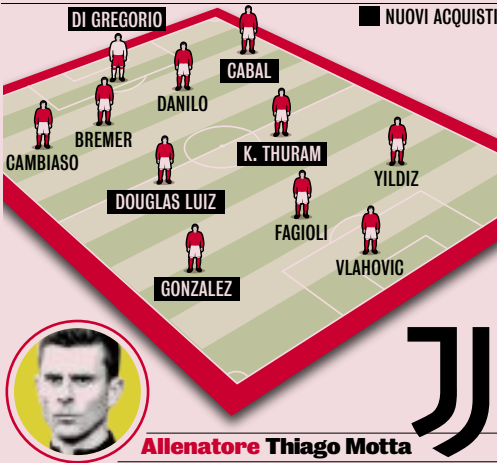 DI GREGORIO
NUOVI ACQUISTI
CABAL
DANILO
BREMER
CAMBIASO
K. THURAM
YILDIZ
DOUGLAS LUIZ
FAGIOLI
VLAHOVIC
GONZALEZ
Allenatore Thiago Motta